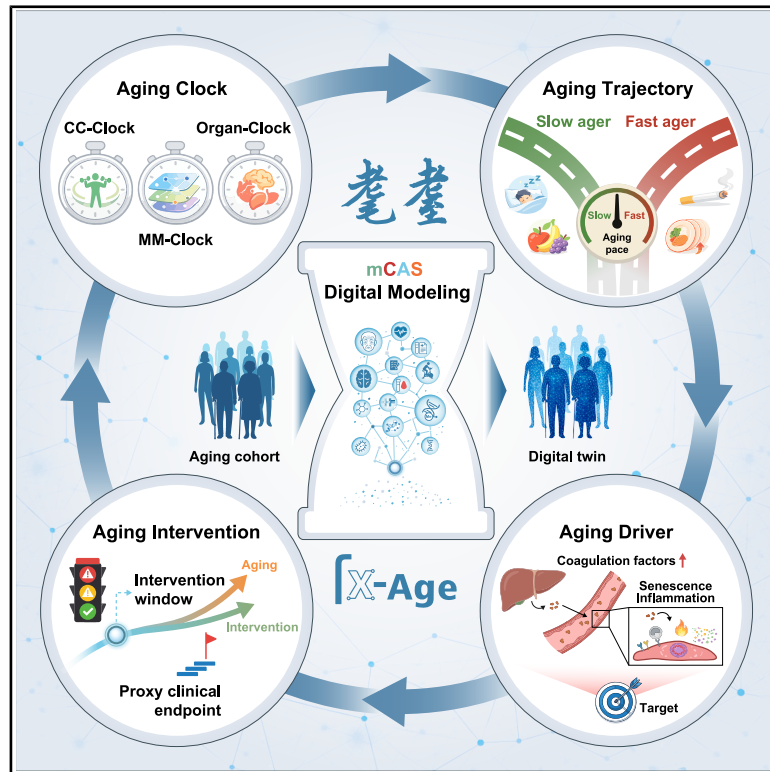 Aging Clock
CC-Clock
Organ-Clock
MM-Clock
Aging Trajectory
Slow ager
Fast ager
Slow
Fast
Aging
pace
耄耋
mCAS
Digital Modeling
Aging cohort
Digital twin
Aging Intervention
Intervention
window
Aging
Intervention
Proxy clinical
endpoint
X-Age
Aging Driver
Coagulation factors ↑
Senescence
Inflammation
Target